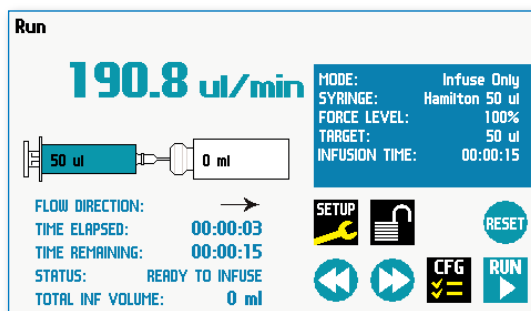 Run
190.8 ul/min
MODE: Infuse Only
SYRINGE: Hamilton 50 ul
FORCE LEVEL: 100%
TARGET: 50 ul
INFUSION TIME: 00:00:15
50 ul
0 ml
FLOW DIRECTION:
TIME ELAPSED: 00:00:03
TIME REMAINING: 00:00:15
STATUS: READY TO INFUSE
TOTAL INF VOLUME: 0 ml
SETUP
RESET
CFG
RUN